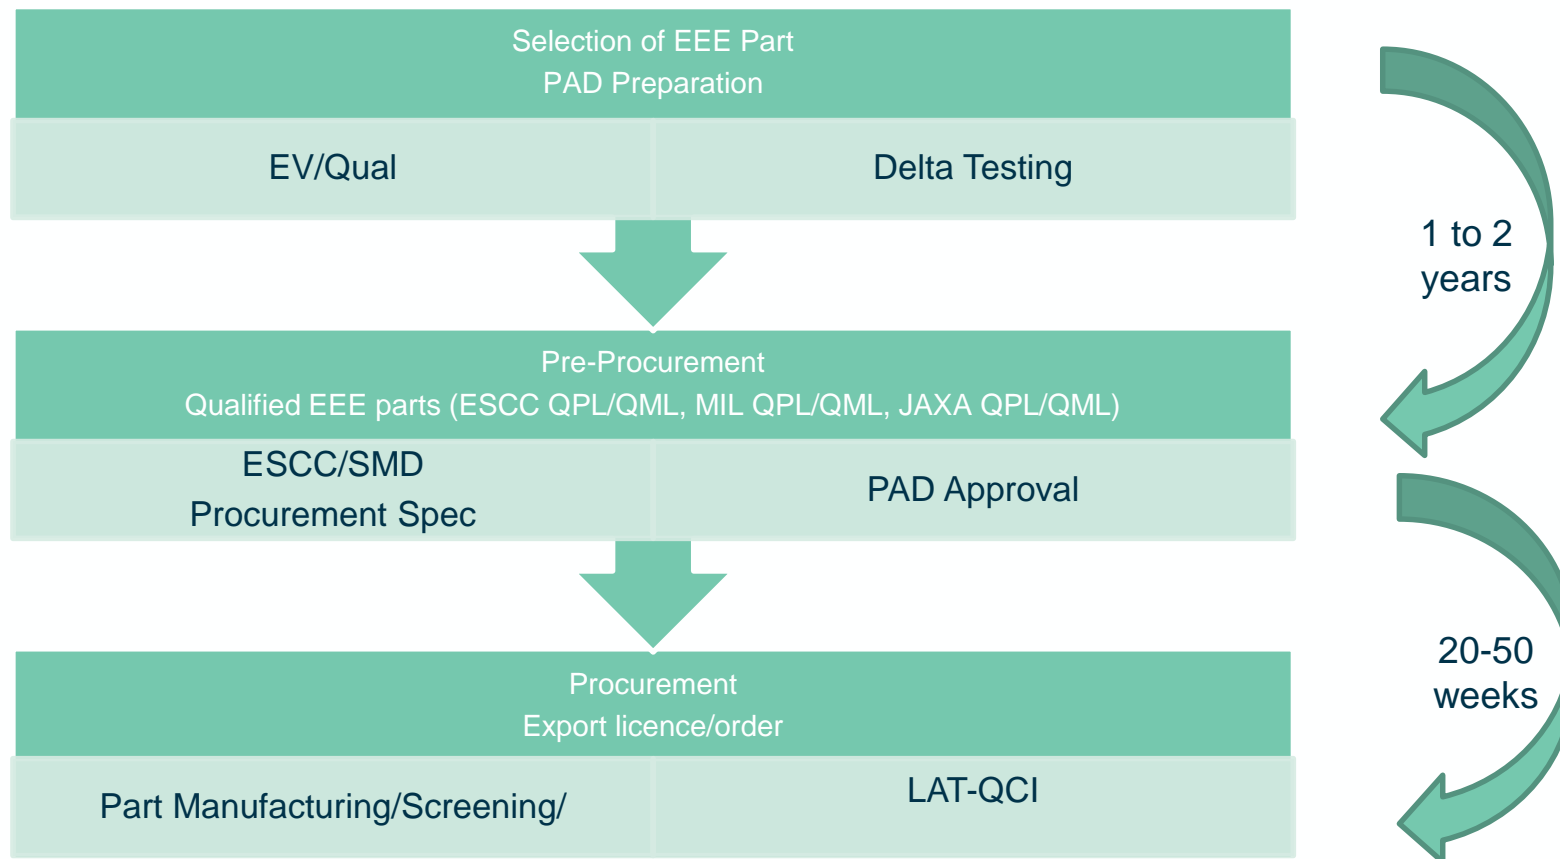 Selection of EEE Part
PAD Preparation
EV/Qual
Delta Testing
1 to 2
years
Pre-Procurement
Qualified EEE parts (ESCC QPL/QML, MIL QPL/QML, JAXA QPL/QML)
ESCC/SMD
Procurement Spec
PAD Approval
20-50
weeks
Procurement
Export licence/order
Part Manufacturing/Screening/
LAT-QCI